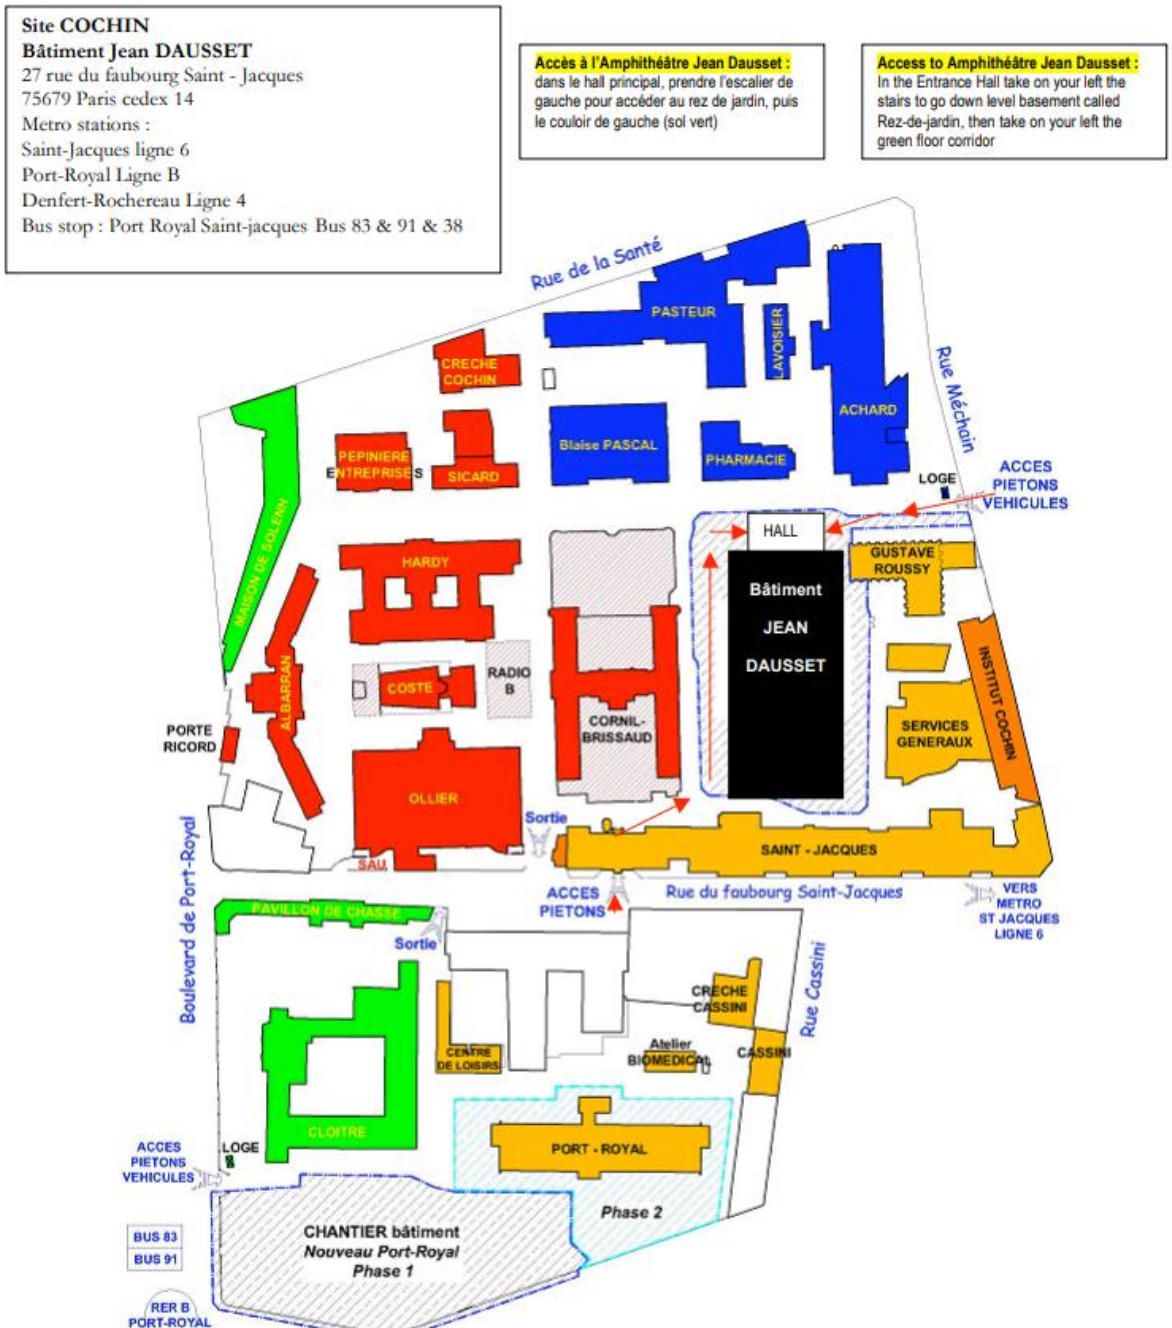 Site COCHIN
Bâtiment Jean DAUSSET
27 rue du faubourg Saint - Jacques
75679 Paris cedex 14
Metro stations :
Saint-Jacques ligne 6
Port-Royal Ligne B
Denfert-Rochereau Ligne 4
Bus stop : Port Royal Saint-jacques Bus 83 & 91 & 38
Accès à l'Amphithéâtre Jean Dausset :
dans le hall principal, prendre l'escalier de
gauche pour accéder au rez de jardin, puis
le couloir de gauche (sol vert)
Access to Amphithéâtre Jean Dausset :
In the Entrance Hall take on your left the
stairs to go down level basement called
Rez-de-jardin, then take on your left the
green floor corridor
Rue de la Santé
PASTEUR
LAVOISIER
CRECHE
COCHIN
ACHARD
Rue Méchain
Blaise PASCAL
PHARMACIE
PEPINIERE
ENTREPRISES
SICARD
LOGE
ACCES
PIETONS
VEHICULES
MAISON DE SOLENN
HALL
HARDY
GUSTAVE
ROUSSY
Bâtiment
JEAN
DAUSSET
ALBARRAN
COSTE
RADIO
B
INSTITUT COCHIN
PORTE
RICORD
CORNIL-
BRISSAUD
SERVICES
GENERAUX
OLLIER
Sortie
SAU
SAINT - JACQUES
Boulevard de Port-Royal
ACCES
PIETONS
Rue du faubourg Saint-Jacques
VERS
METRO
ST JACQUES
LIGNE 6
PAVILLON DE CHASSE
Sortie
Rue Cassini
CRECHE
CASSINI
CENTRE
DE LOISIRS
Atelier
BIOMEDICAL
CASSINI
CLOITRE
LOGE
PORT - ROYAL
ACCES
PIETONS
VEHICULES
Phase 2
CHANTIER bâtiment
Nouveau Port-Royal
Phase 1
BUS 83
BUS 91
RER B
PORT-ROYAL